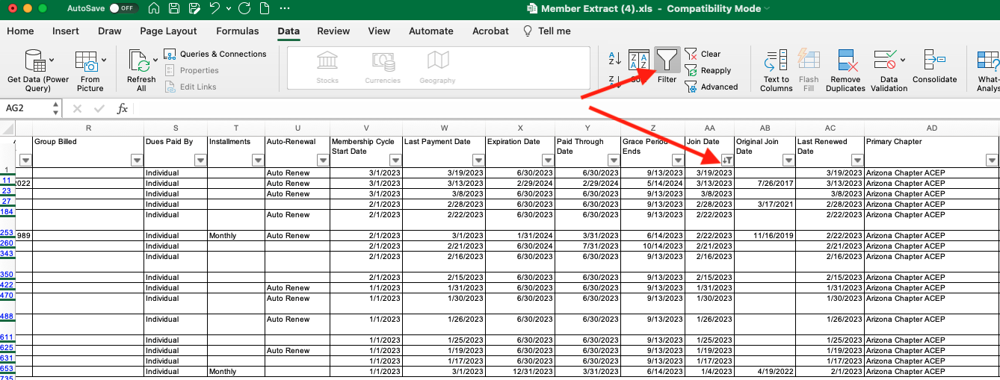 AutoSave OFF Member Extract (4).xls - Compatibility Mode
Home Insert Draw Page Layout Formulas Data Review View Automate Acrobat Tell me
Get Data (Power Query) From Picture Refresh All Queries & Connections Properties Edit Links Stocks Currencies Geography Filter Clear Reapply Advanced Text to Columns Flash Fill Remove Duplicates Data Validation Consolidate What- Analys
AG2 fx
R S T U V W X Y Z AA AB AC AD
1 Group Billed Dues Paid By Installments Auto-Renewal Membership Cycle Start Date Last Payment Date Expiration Date Paid Through Date Grace Period Ends Join Date Original Join Date Last Renewed Date Primary Chapter
11 Individual Auto Renew 3/1/2023 3/19/2023 6/30/2023 6/30/2023 9/13/2023 3/19/2023 3/19/2023 Arizona Chapter ACEP
23 2022 Individual Auto Renew 3/1/2023 3/13/2023 2/29/2024 2/29/2024 5/14/2024 3/13/2023 7/26/2017 3/13/2023 Arizona Chapter ACEP
27 Individual Auto Renew 3/1/2023 3/8/2023 6/30/2023 6/30/2023 9/13/2023 3/8/2023 3/8/2023 Arizona Chapter ACEP
184 Individual 2/1/2023 2/28/2023 6/30/2023 6/30/2023 9/13/2023 2/28/2023 3/17/2021 2/28/2023 Arizona Chapter ACEP
253 Individual Auto Renew 2/1/2023 2/22/2023 6/30/2023 6/30/2023 9/13/2023 2/22/2023 2/22/2023 Arizona Chapter ACEP
260 989 Individual Monthly Auto Renew 2/1/2023 3/1/2023 1/31/2024 3/31/2023 6/14/2023 2/22/2023 11/16/2019 2/22/2023 Arizona Chapter ACEP
343 Individual 2/1/2023 2/21/2023 6/30/2024 7/31/2023 10/14/2023 2/21/2023 2/21/2023 Arizona Chapter ACEP
350 Individual 2/1/2023 2/16/2023 6/30/2023 6/30/2023 9/13/2023 2/16/2023 2/16/2023 Arizona Chapter ACEP
422 Individual 2/1/2023 2/15/2023 6/30/2023 6/30/2023 9/13/2023 2/15/2023 2/15/2023 Arizona Chapter ACEP
470 Individual Auto Renew 1/1/2023 1/31/2023 6/30/2023 6/30/2023 9/13/2023 1/31/2023 1/31/2023 Arizona Chapter ACEP
488 Individual Auto Renew 1/1/2023 1/30/2023 6/30/2023 6/30/2023 9/13/2023 1/30/2023 1/30/2023 Arizona Chapter ACEP
611 Individual Auto Renew 1/1/2023 1/26/2023 6/30/2023 6/30/2023 9/13/2023 1/26/2023 1/26/2023 Arizona Chapter ACEP
625 Individual 1/1/2023 1/25/2023 6/30/2023 6/30/2023 9/13/2023 1/25/2023 1/25/2023 Arizona Chapter ACEP
631 Individual Auto Renew 1/1/2023 1/19/2023 6/30/2023 6/30/2023 9/13/2023 1/19/2023 1/19/2023 Arizona Chapter ACEP
653 Individual 1/1/2023 1/17/2023 6/30/2023 6/30/2023 9/13/2023 1/17/2023 1/17/2023 Arizona Chapter ACEP
735 Individual Monthly 1/1/2023 3/1/2023 12/31/2023 3/31/2023 6/14/2023 1/4/2023 4/19/2022 2/1/2023 Arizona Chapter ACEP